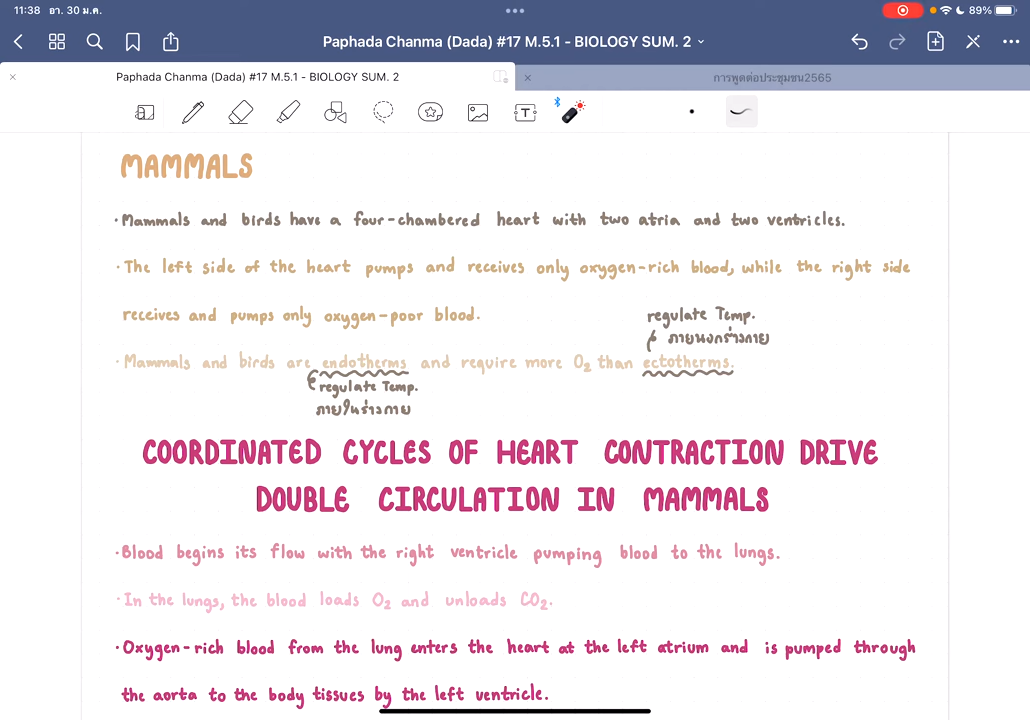 11:38 อา. 30 ม.ค.
89%
Paphada Chanma (Dada) #17 M.5.1 - BIOLOGY SUM. 2
Paphada Chanma (Dada) #17 M.5.1 - BIOLOGY SUM. 2
การพูดต่อประชุมชน2565
MAMMALS
·Mammals and birds have a four-chambered heart with two atria and two ventricles.
·The left side of the heart pumps and receives only oxygen-rich blood, while the right side
receives and pumps only oxygen-poor blood.
regulate Temp.
ภายนอกร่างกาย
·Mammals and birds are endotherms and require more O₂ than ectotherms.
regulate Temp.
ภายในร่างกาย
COORDINATED CYCLES OF HEART CONTRACTION DRIVE
DOUBLE CIRCULATION IN MAMMALS
·Blood begins its flow with the right ventricle pumping blood to the lungs.
·In the lungs, the blood loads O₂ and unloads CO₂.
·Oxygen-rich blood from the lung enters the heart at the left atrium and is pumped through
the aorta to the body tissues by the left ventricle.